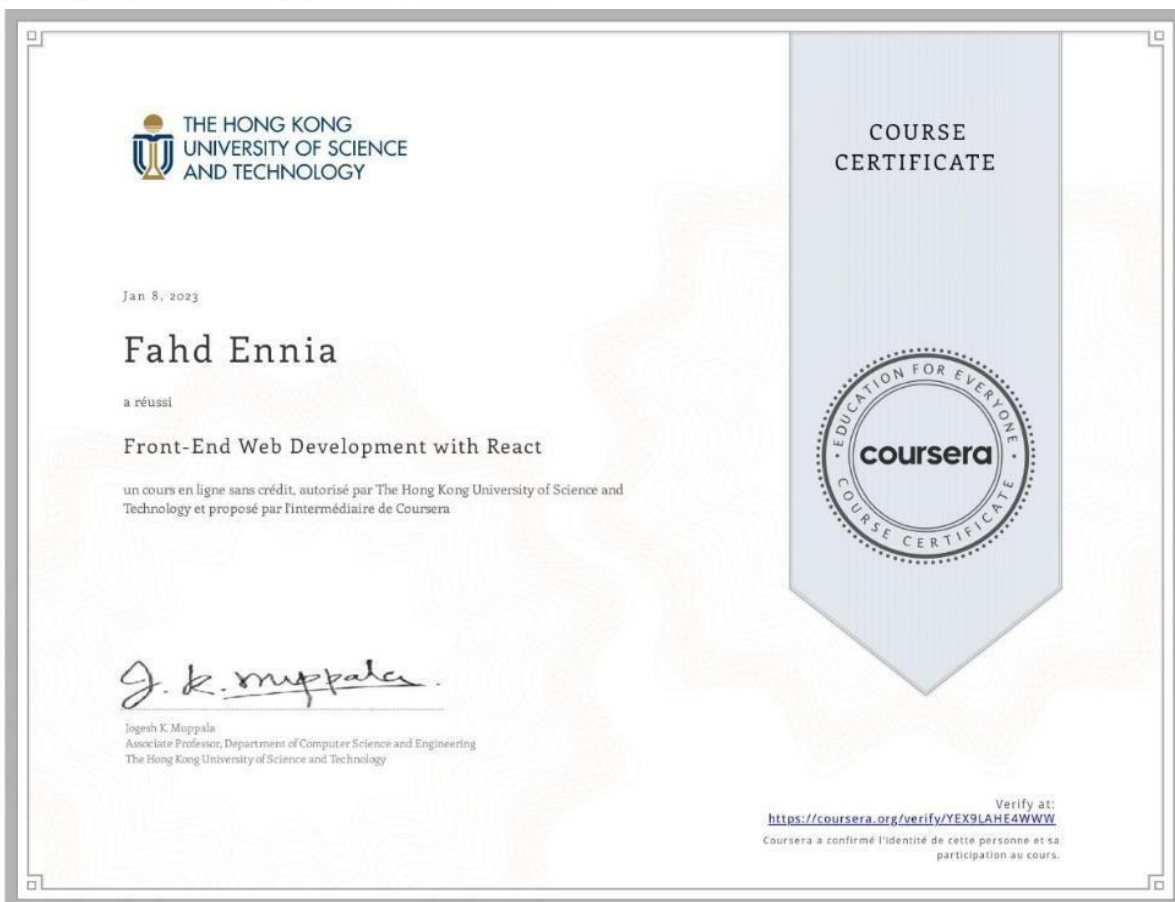 THE HONG KONG
UNIVERSITY OF SCIENCE
AND TECHNOLOGY
COURSE
CERTIFICATE
Jan 8, 2023
Fahd Ennia
a réussi
Front-End Web Development with React
un cours en ligne sans crédit, autorisé par The Hong Kong University of Science and
Technology et proposé par l'intermédiaire de Coursera
EDUCATION FOR EVERYONE
coursera
COURSE CERTIFICATE
J. K. Muppala
Jogesh K Muppala
Associate Professor, Department of Computer Science and Engineering
The Hong Kong University of Science and Technology
Verify at:
https://coursera.org/verify/YEX9LAHE4WWW
Coursera a confirmé l'identité de cette personne et sa
participation au cours.